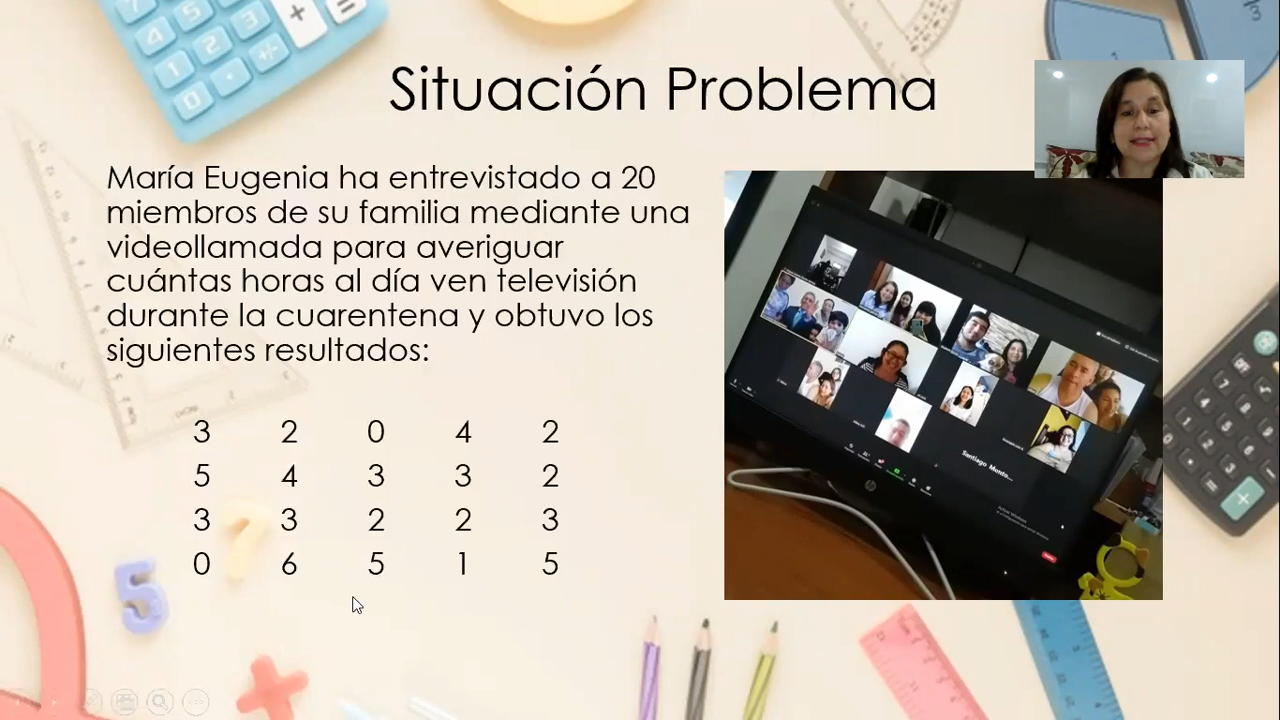 Situación Problema
María Eugenia ha entrevistado a 20
miembros de su familia mediante una
videollamada para averiguar
cuántas horas al día ven televisión
durante la cuarentena y obtuvo los
siguientes resultados:
3 2 0 4 2
5 4 3 3 2
3 3 2 2 3
0 6 5 1 5
Santiago Monto...